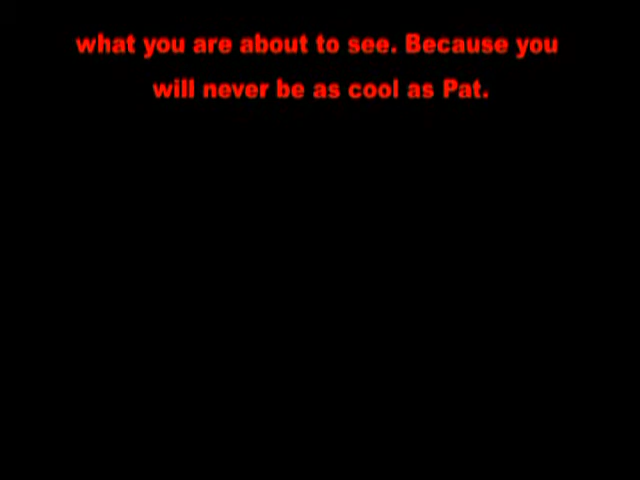 what you are about to see. Because you
will never be as cool as Pat.